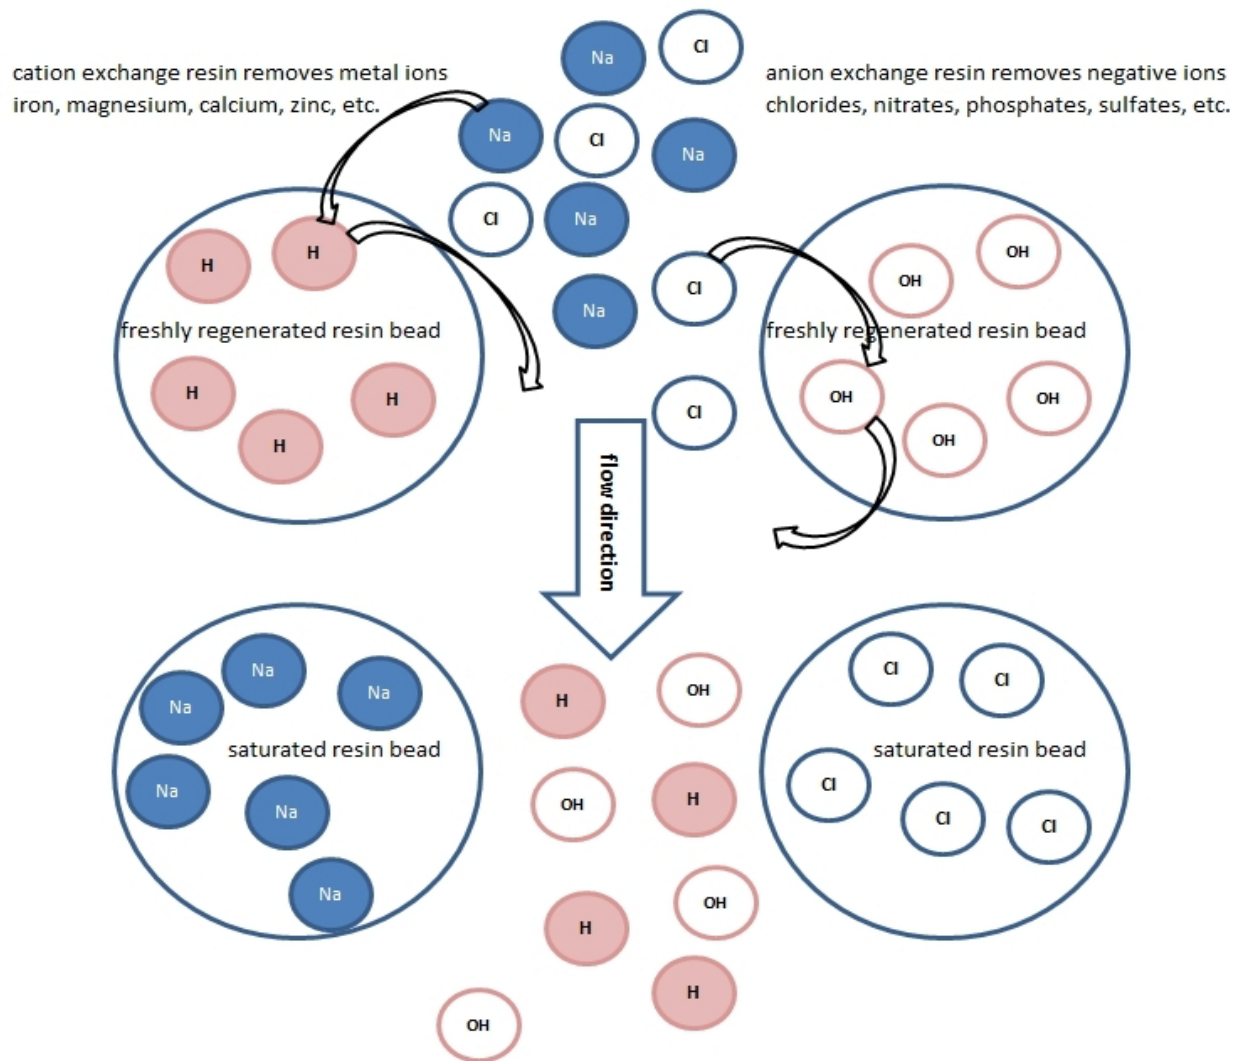 Na
Cl
cation exchange resin removes metal ions
iron, magnesium, calcium, zinc, etc.
anion exchange resin removes negative ions
chlorides, nitrates, phosphates, sulfates, etc.
Na
Cl
Na
Cl
Na
H
H
Cl
Na
OH
OH
freshly regenerated resin bead
freshly regenerated resin bead
H
H
H
Cl
OH
OH
OH
flow direction
Na
Na
Na
H
OH
Cl
Cl
saturated resin bead
saturated resin bead
Na
Na
OH
H
Cl
Cl
Cl
Na
H
OH
H
OH